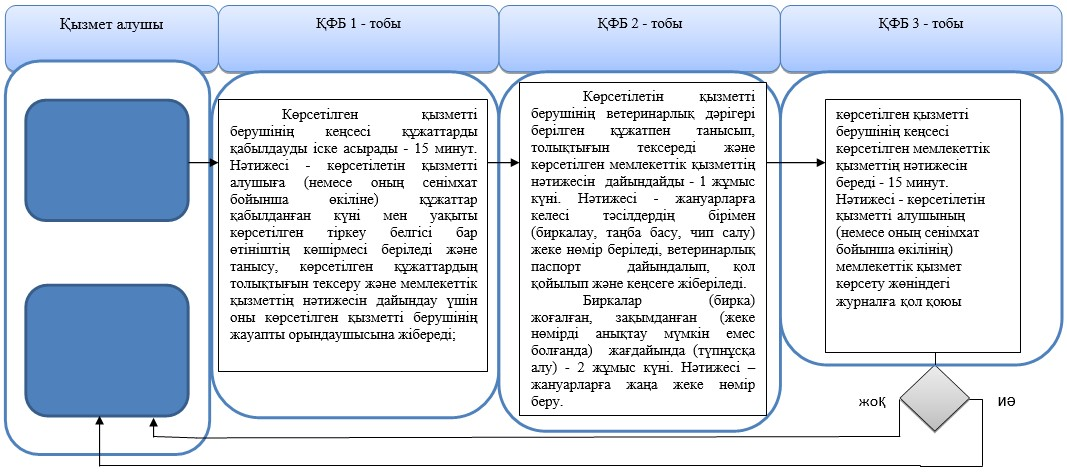 Қызмет алушы
ҚФБ 1 - тобы
ҚФБ 2 - тобы
ҚФБ 3 - тобы
Көрсетілген қызметті
берушінің кеңсесі құжаттарды
қабылдауды іске асырады - 15 минут.
Нәтижесі - көрсетілетін қызметті
алушыға (немесе оның сенімхат
бойынша өкіліне) құжаттар
қабылданған күні мен уақыты
көрсетілген тіркеу белгісі бар
өтініштің көшірмесі беріледі және
танысу, көрсетілген құжаттардың
толықтығын тексеру және мемлекеттік
қызметтің нәтижесін дайындау үшін
оны көрсетілген қызметті берушінің
жауапты орындаушысына жібереді;
Көрсетілетін қызметті
берушінің ветеринарлық дәрігері
берілген құжатпен танысып,
толықтығын тексереді және
көрсетілген мемлекеттік қызметтің
нәтижесін дайындайды - 1 жұмыс
күні. Нәтижесі - жануарларға
келесі тәсілдердің бірімен
(биркалау, таңба басу, чип салу)
жеке нөмір беріледі, ветеринарлық
паспорт дайындалып, қол
қойылып және кеңсеге жіберіледі.
Биркалар (бирка)
жоғалған, зақымданған (жеке
нөмірді анықтау мүмкін емес
болғанда) жағдайында (түпнұсқа
алу) - 2 жұмыс күні. Нәтижесі –
жануарларға жаңа жеке нөмір
беру.
көрсетілген қызметті
берушінің кеңсесі
көрсетілген мемлекеттік
қызметтің нәтижесін
береді - 15 минут.
Нәтижесі - көрсетілетін
қызметті алушының
(немесе оның сенімхат
бойынша өкілінің)
мемлекеттік қызмет
көрсету жөніндегі
журналға қол қоюы
жоқ
иә